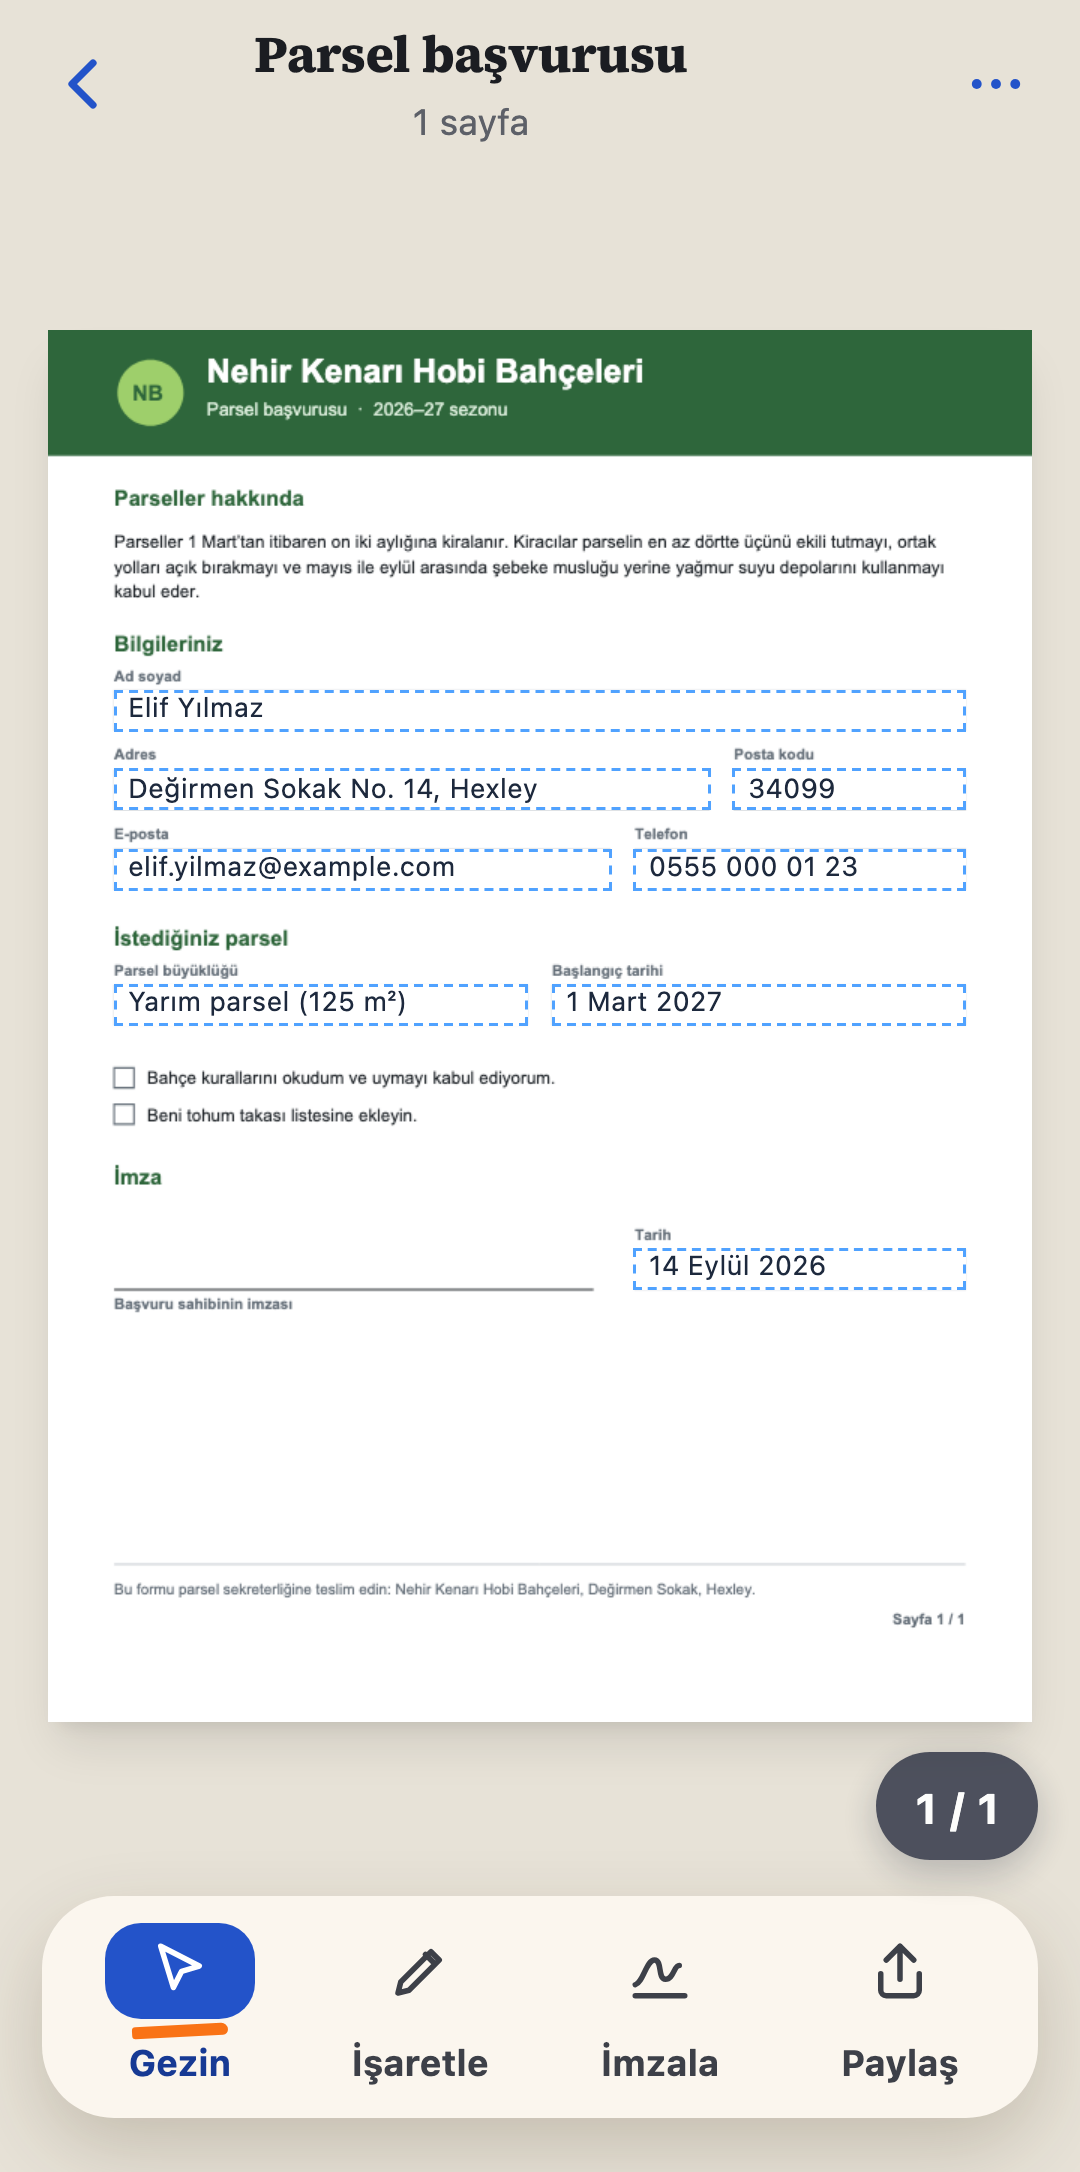 Parsel başvurusu
1 sayfa
NB
Nehir Kenarı Hobi Bahçeleri
Parsel başvurusu · 2026–27 sezonu
Parseller hakkında
Parseller 1 Mart'tan itibaren on iki aylığına kiralanır. Kiracılar parselin en az dörtte üçünü ekili tutmayı, ortak
yolları açık bırakmayı ve mayıs ile eylül arasında şebeke musluğu yerine yağmur suyu depolarını kullanmayı
kabul eder.
Bilgileriniz
Ad soyad
Elif Yılmaz
Adres
Posta kodu
Değirmen Sokak No. 14, Hexley
34099
E-posta
Telefon
elif.yilmaz@example.com
0555 000 01 23
İstediğiniz parsel
Parsel büyüklüğü
Başlangıç tarihi
Yarım parsel (125 m²)
1 Mart 2027
Bahçe kurallarını okudum ve uymayı kabul ediyorum.
Beni tohum takası listesine ekleyin.
İmza
Tarih
14 Eylül 2026
Başvuru sahibinin imzası
Bu formu parsel sekreterliğine teslim edin: Nehir Kenarı Hobi Bahçeleri, Değirmen Sokak, Hexley.
Sayfa 1 / 1
1 / 1
Gezin
İşaretle
İmzala
Paylaş